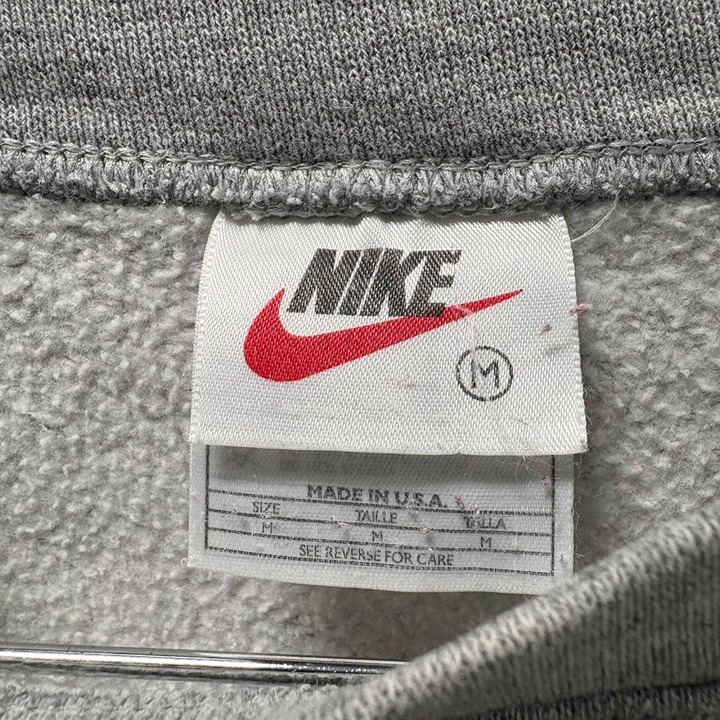 NIKE
M
MADE IN U.S.A.
SIZE TAILLE TALLA
M M M
SEE REVERSE FOR CARE